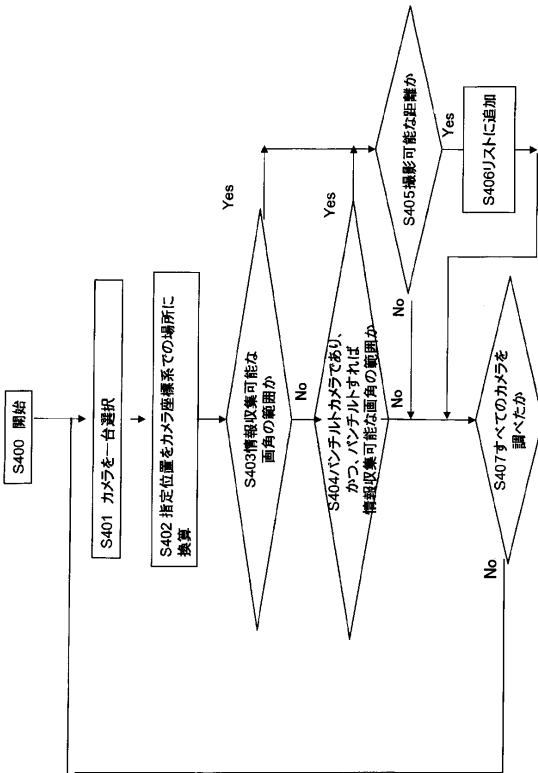 S400 開始
S401 カメラを一台選択
S402 指定位置をカメラ座標系での場所に
換算
S403情報収集可能な
画角の範囲か
Yes
No
S404パンチルトカメラであり、
かつ、パンチルトすれば
情報収集可能な画角の範囲か
Yes
No
S405撮影可能な距離か
No
Yes
S406リストに追加
S407すべてのカメラを
調べたか
No